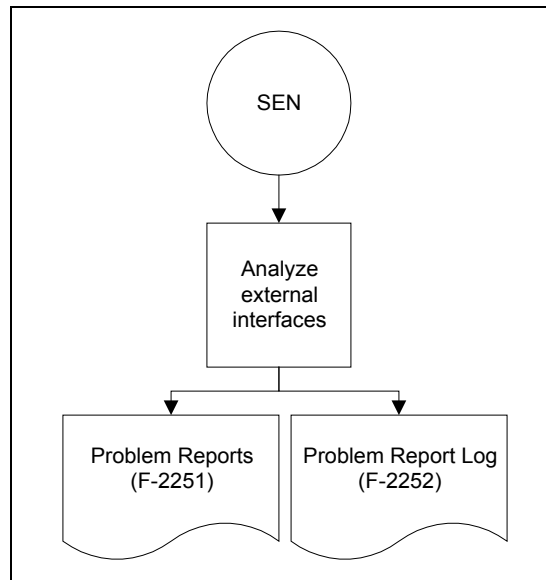 SEN
Analyze
external
interfaces
Problem Reports
(F-2251)
Problem Report Log
(F-2252)